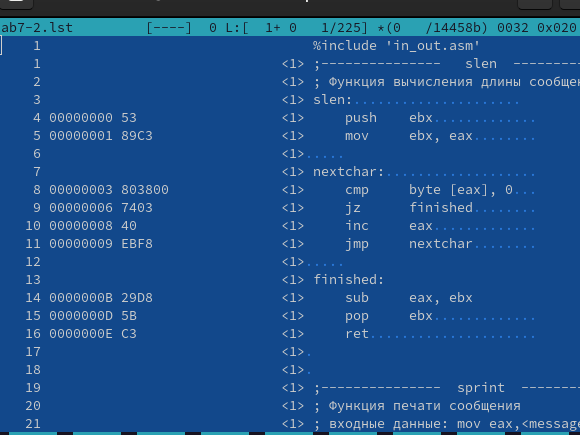 ab7-2.lst [----] 0 L:[ 1+ 0 1/225] *(0 /14458b) 0032 0x020
1 %include 'in_out.asm'
1 <1> ;--------------- slen --------
2 <1> ; Функция вычисления длины сообщен
3 <1> slen:.....................
4 00000000 53 <1> push ebx.............
5 00000001 89C3 <1> mov ebx, eax........
6 <1>.....
7 <1> nextchar:...................
8 00000003 803800 <1> cmp byte [eax], 0...
9 00000006 7403 <1> jz finished........
10 00000008 40 <1> inc eax.............
11 00000009 EBF8 <1> jmp nextchar........
12 <1>.....
13 <1> finished:
14 0000000B 29D8 <1> sub eax, ebx
15 0000000D 5B <1> pop ebx.............
16 0000000E C3 <1> ret.....................
17 <1>.
18 <1>.
19 <1> ;--------------- sprint -------
20 <1> ; Функция печати сообщения
21 <1> ; входные данные: mov eax,<message